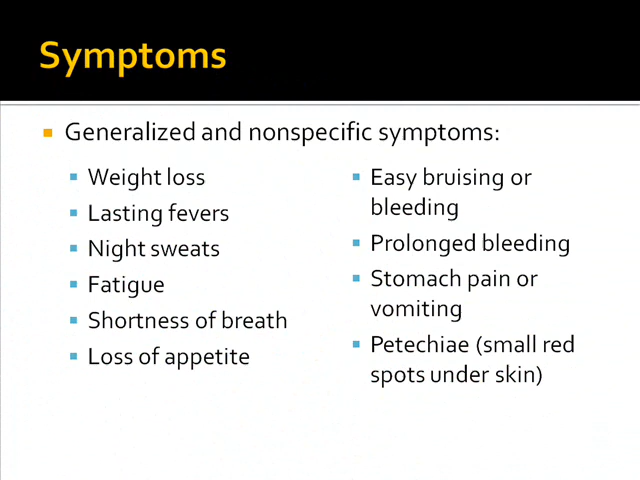 Symptoms
Generalized and nonspecific symptoms:
Weight loss
Lasting fevers
Night sweats
Fatigue
Shortness of breath
Loss of appetite
Easy bruising or
bleeding
Prolonged bleeding
Stomach pain or
vomiting
Petechiae (small red
spots under skin)